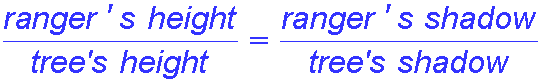 ranger ' s height = ranger ' s shadow
tree's height tree's shadow